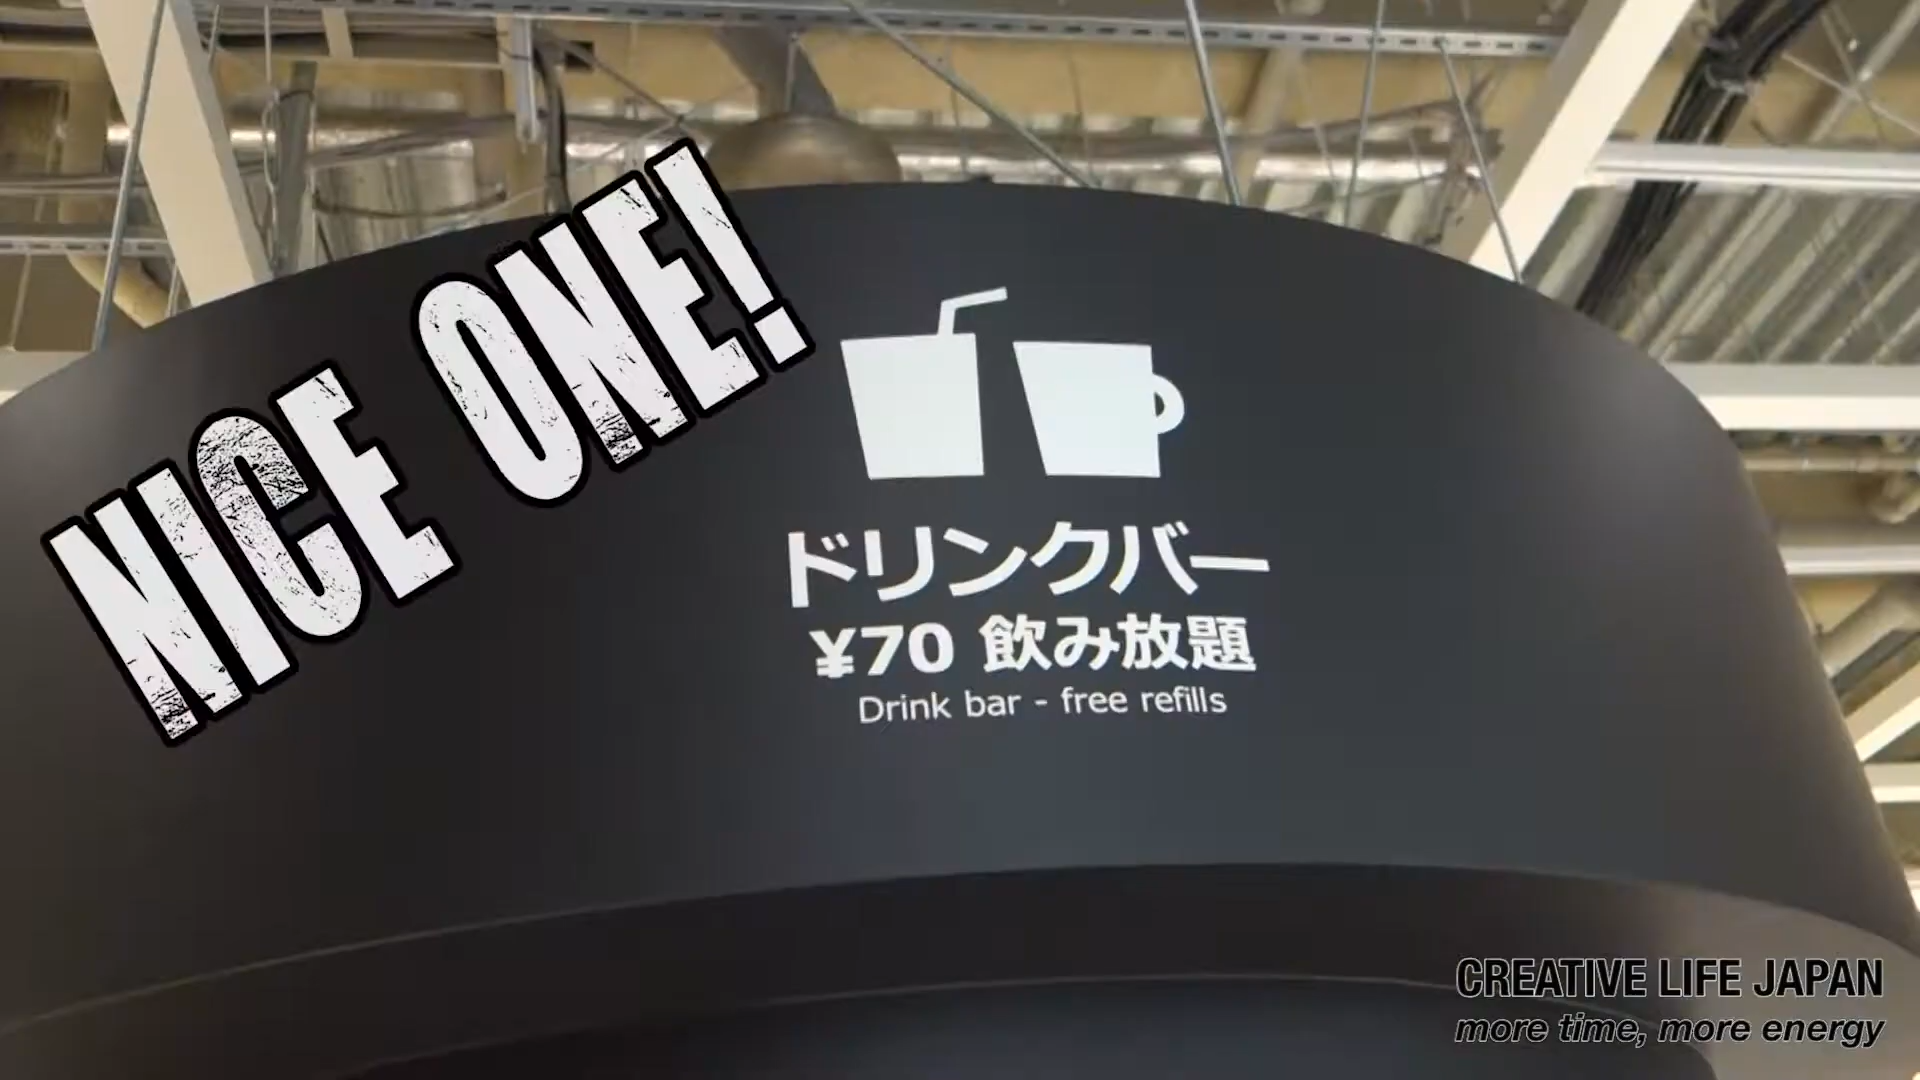 NICE ONE!
ドリンクバー
¥70 飲み放題
Drink bar - free refills
CREATIVE LIFE JAPAN
more time, more energy